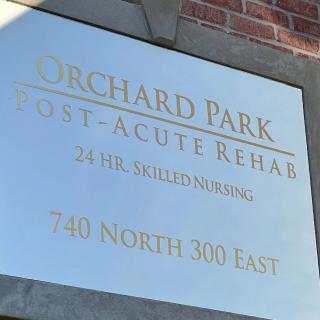 Orchard Park
Post-Acute Rehab
24 Hr. Skilled Nursing
740 North 300 East